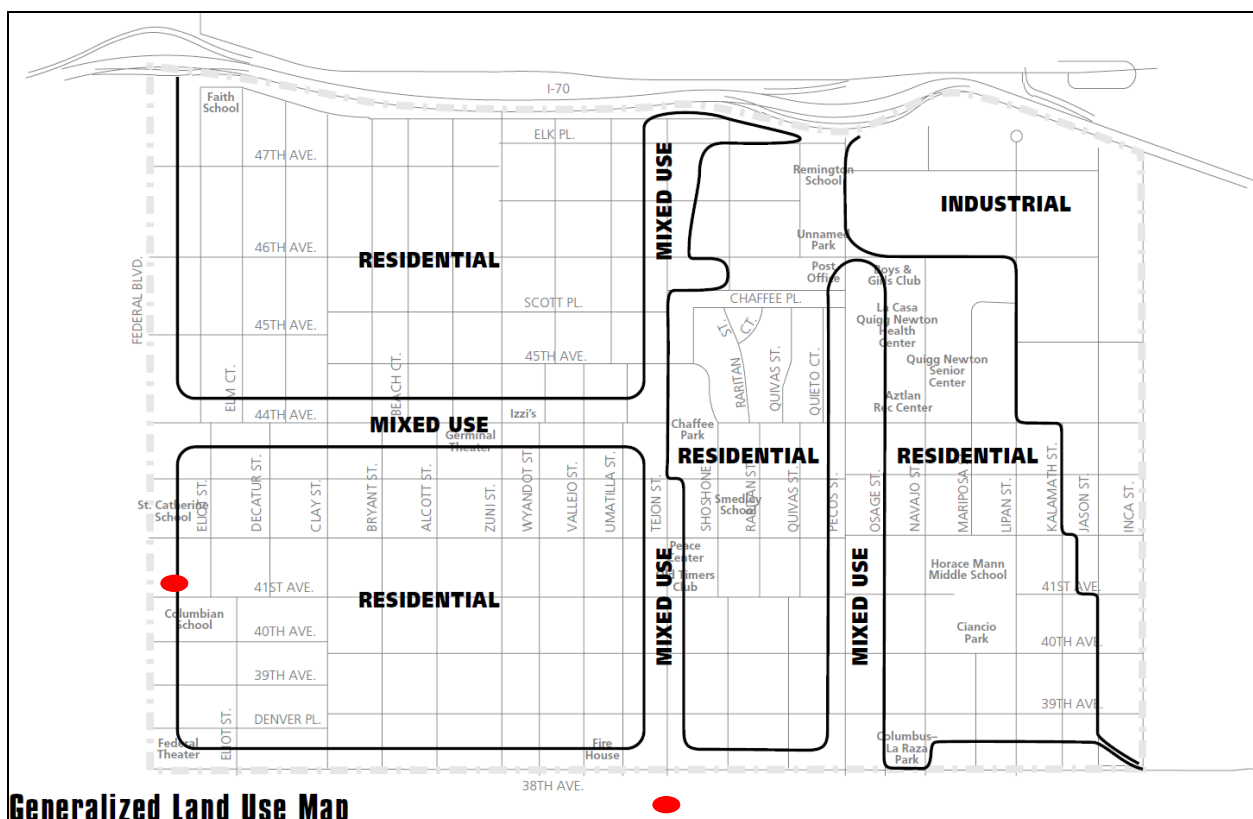 I-70
Faith
School
ELK PL.
47TH AVE.
MIXED USE
Remington
School
INDUSTRIAL
Unnamed
Park
46TH AVE.
RESIDENTIAL
Post
Office
Boys &
Girls Club
FEDERAL BLVD.
SCOTT PL.
CHAFFEE PL.
La Casa
Quigg Newton
Health
Center
45TH AVE.
ST.
CT.
45TH AVE.
Quigg Newton
Senior
Center
ELM CT.
BEACH CT.
RARITAN
QUIVAS ST.
QUIETO CT.
Aztlan
Rec Center
44TH AVE.
Izzi's
MIXED USE
Germinal
Theater
Chaffee
Park
RESIDENTIAL
RESIDENTIAL
St. Catherine
School
ELIOT ST.
DECATUR ST.
CLAY ST.
BRYANT ST.
ALCOTT ST.
ZUNI ST.
WYANDOT ST.
VALLEJO ST.
UMATILLA ST.
TEJON ST.
SHOSHONE
Smedley
School
RARITAN ST.
QUIVAS ST.
PECOS ST.
OSAGE ST.
NAVAJO ST.
MARIPOSA ST.
LIPAN ST.
KALAMATH ST.
JASON ST.
INCA ST.
Peace
Center
Old Timers
Club
MIXED USE
MIXED USE
Horace Mann
Middle School
41ST AVE.
41ST AVE.
RESIDENTIAL
Columbian
School
40TH AVE.
Ciancio
Park
40TH AVE.
39TH AVE.
39TH AVE.
DENVER PL.
ELIOT ST.
Federal
Theater
Fire
House
Columbus–
La Raza
Park
38TH AVE.
Generalized Land Use Map